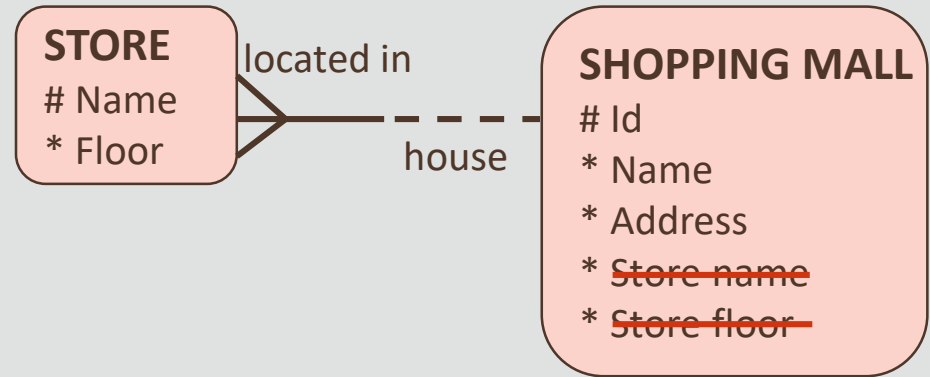 STORE
# Name
* Floor
located in
house
SHOPPING MALL
# Id
* Name
* Address
* Store name
* Store floor